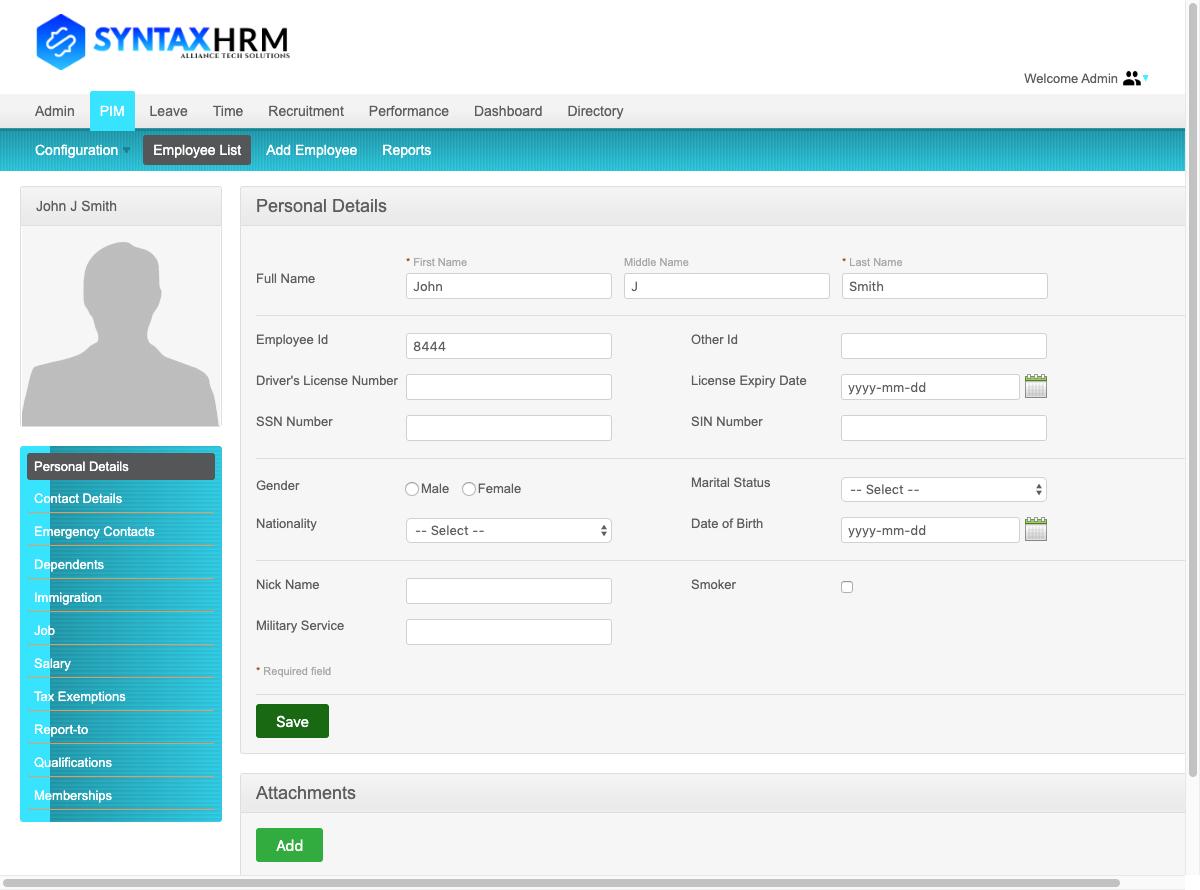 SYNTAXHRM
ALLIANCE TECH SOLUTIONS
Welcome Admin
Admin PIM Leave Time Recruitment Performance Dashboard Directory
Configuration Employee List Add Employee Reports
John J Smith
Personal Details
Contact Details
Emergency Contacts
Dependents
Immigration
Job
Salary
Tax Exemptions
Report-to
Qualifications
Memberships
Personal Details
* First Name Middle Name * Last Name
Full Name John J Smith
Employee Id 8444 Other Id
Driver's License Number License Expiry Date yyyy-mm-dd
SSN Number SIN Number
Gender Male Female Marital Status -- Select --
Nationality -- Select -- Date of Birth yyyy-mm-dd
Nick Name Smoker
Military Service
* Required field
Save
Attachments
Add